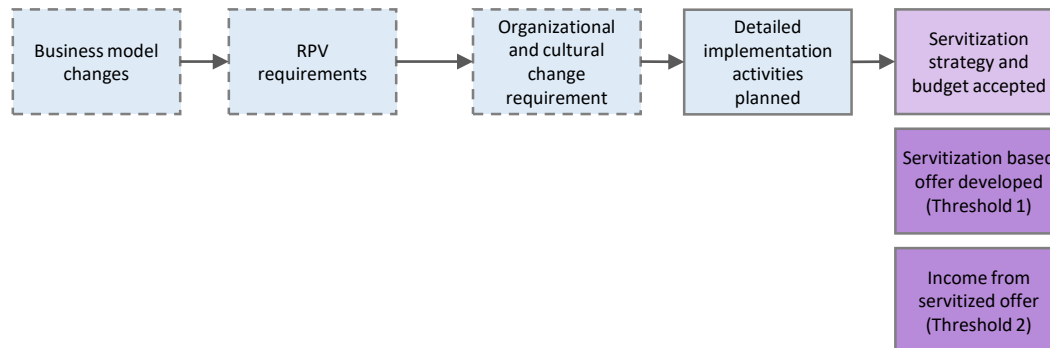 Business model
changes
RPV
requirements
Organizational
and cultural
change
requirement
Detailed
implementation
activities
planned
Servitization
strategy and
budget accepted
Servitization based
offer developed
(Threshold 1)
Income from
servitized offer
(Threshold 2)